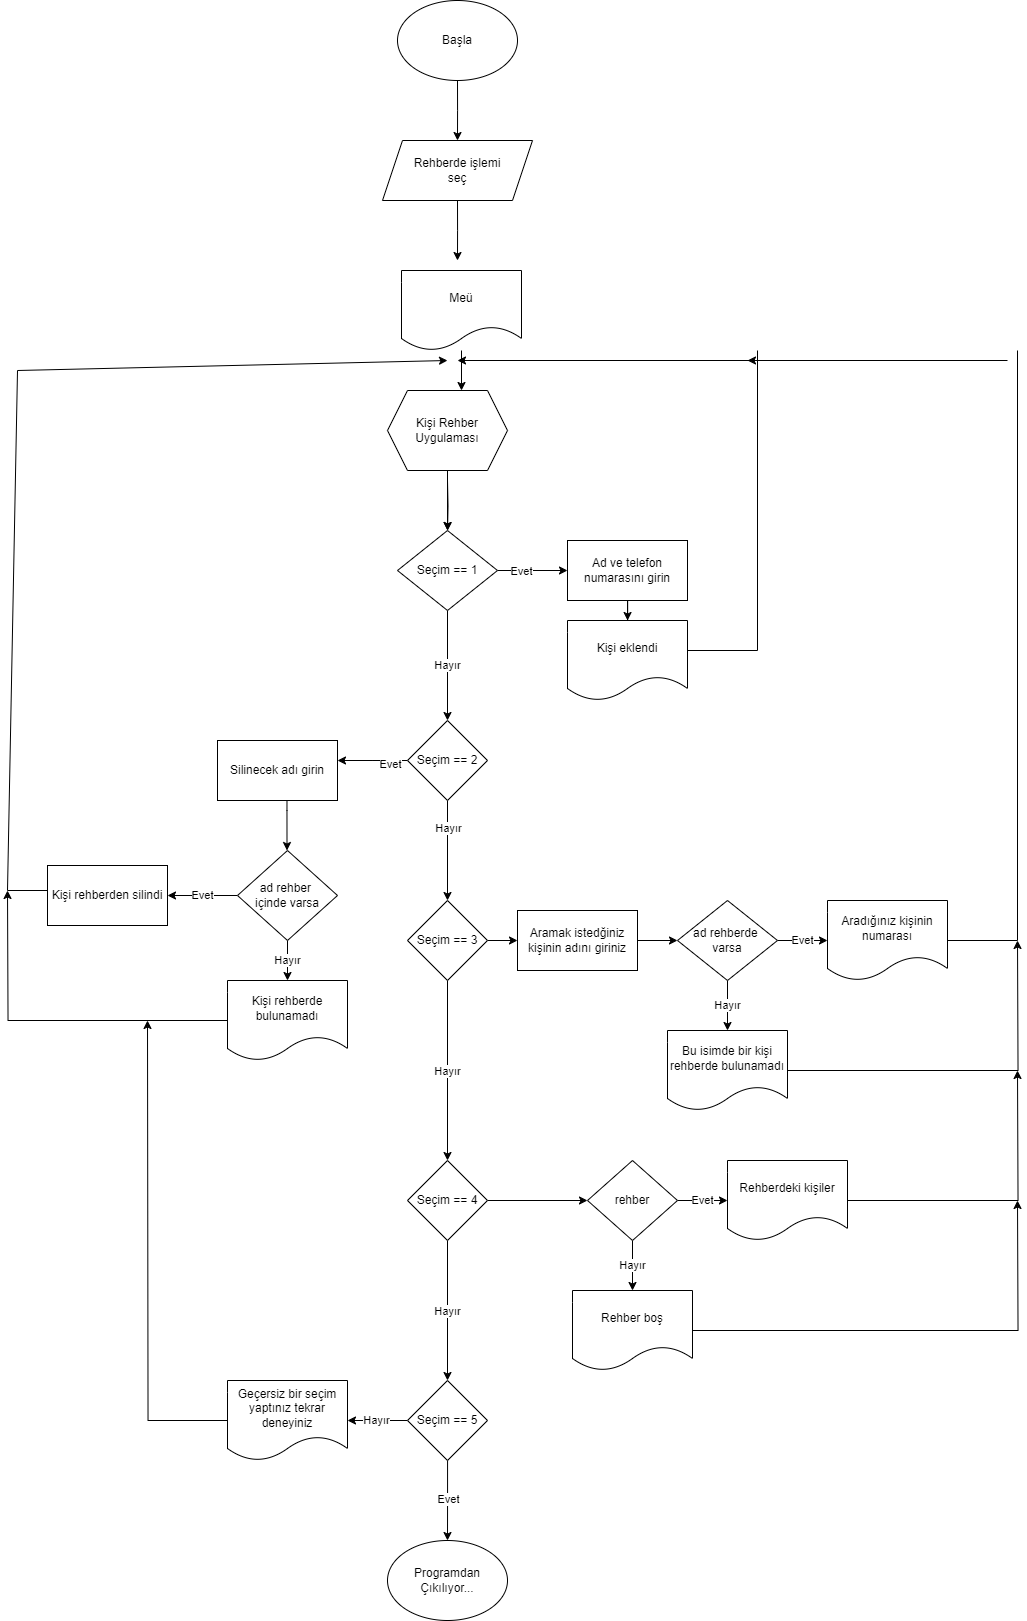 Başla
Rehberde işlemi
seç
Meü
Kişi Rehber
Uygulaması
Seçim == 1
Evet
Ad ve telefon
numarasını girin
Kişi eklendi
Hayır
Seçim == 2
Evet
Silinecek adı girin
Hayır
ad rehber
içinde varsa
Evet
Kişi rehberden silindi
Hayır
Kişi rehberde
bulunamadı
Seçim == 3
Aramak istedğiniz
kişinin adını giriniz
ad rehberde
varsa
Evet
Aradığınız kişinin
numarası
Hayır
Bu isimde bir kişi
rehberde bulunamadı
Hayır
Seçim == 4
rehber
Evet
Rehberdeki kişiler
Hayır
Rehber boş
Hayır
Seçim == 5
Hayır
Geçersiz bir seçim
yaptınız tekrar
deneyiniz
Evet
Programdan
Çıkılıyor...